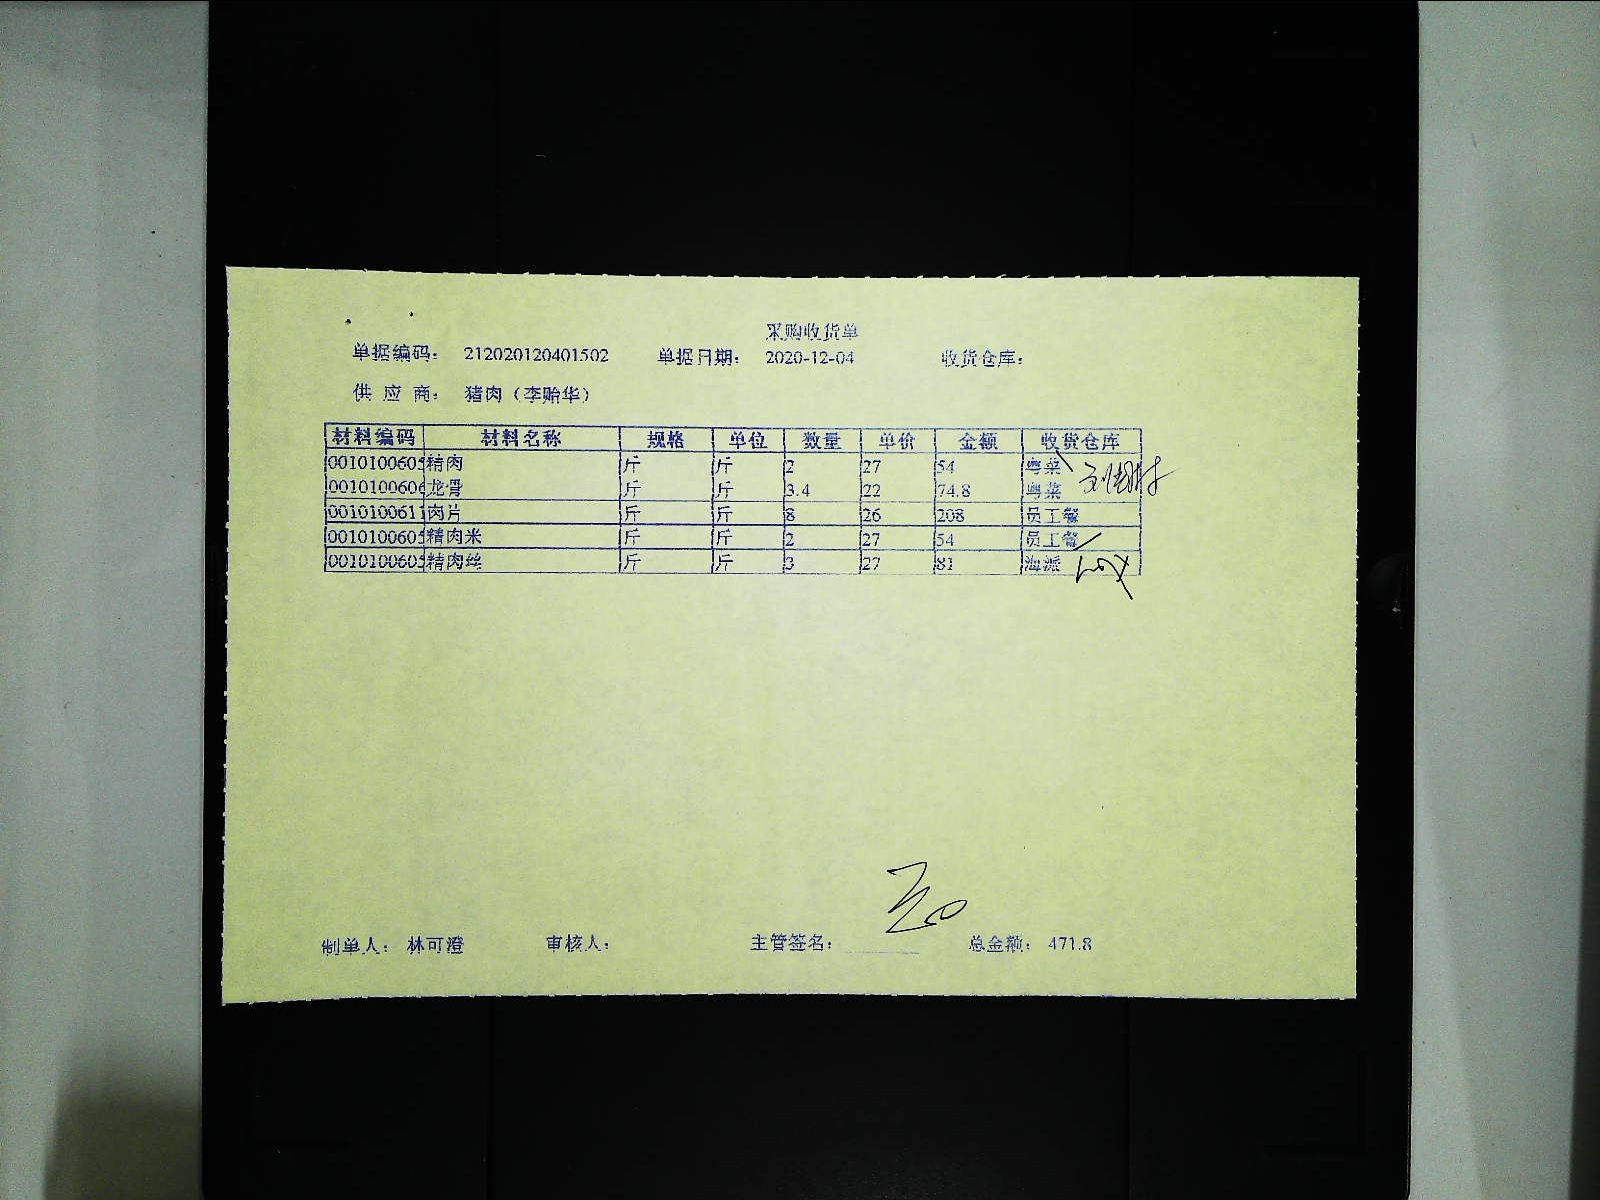 采购收货单
单据编码： 212020120401502 单据日期： 2020-12-04 收货仓库：
供 应 商： 猪肉（李贻华）
材料编码 材料名称 规格 单位 数量 单价 金额 收货仓库
0010100605 精肉 斤 斤 2 27 54 粤菜
0010100606 龙骨 斤 斤 3.4 22 74.8 粤菜
0010100611 肉片 斤 斤 8 26 208 员工餐
0010100605 精肉米 斤 斤 2 27 54 员工餐
0010100605 精肉丝 斤 斤 3 27 81 海派
制单人： 林可澄 审核人： 主管签名： 总金额： 471.8